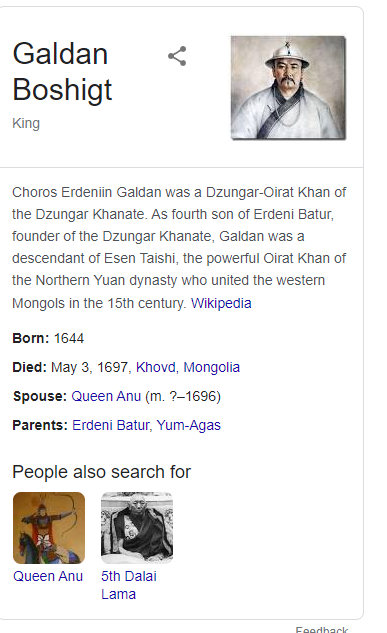 Galdan
Boshigt
King
Choros Erdeniin Galdan was a Dzungar-Oirat Khan of
the Dzungar Khanate. As fourth son of Erdeni Batur,
founder of the Dzungar Khanate, Galdan was a
descendant of Esen Taishi, the powerful Oirat Khan of
the Northern Yuan dynasty who united the western
Mongols in the 15th century. Wikipedia
Born: 1644
Died: May 3, 1697, Khovd, Mongolia
Spouse: Queen Anu (m. ?–1696)
Parents: Erdeni Batur, Yum-Agas
People also search for
Queen Anu
5th Dalai
Lama
Feedback